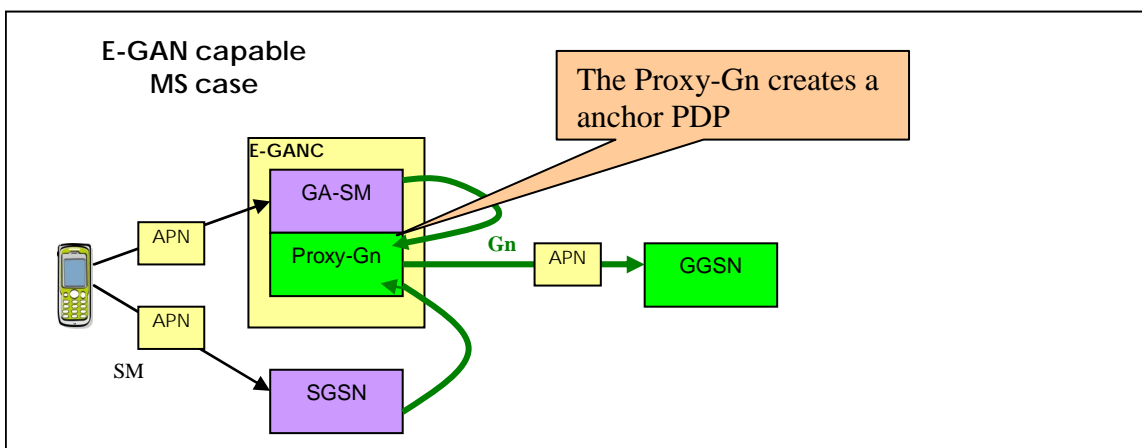 E-GAN capable
MS case
The Proxy-Gn creates a
anchor PDP
E-GANC
GA-SM
APN
Proxy-Gn
Gn
APN
GGSN
APN
SM
SGSN